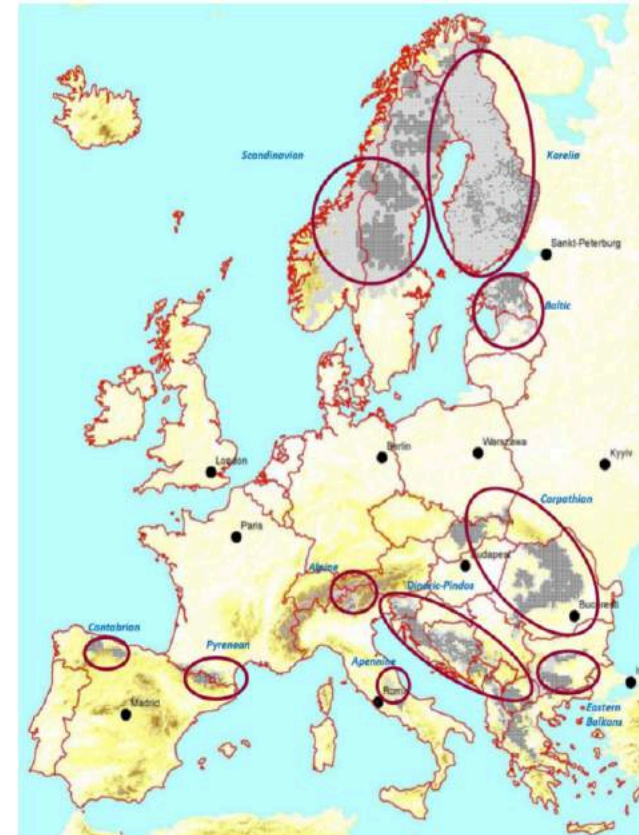 Scandinavian
Karelia
Sankt-Peterburg
Baltic
Berlin
Warszawa
London
Kyyiv
Carpathian
Paris
Budapest
Alpine
Dinaric-Pindos
Bucuresti
Cantabrian
Pyrenean
Apennine
Roma
Madrid
Eastern
Balkans